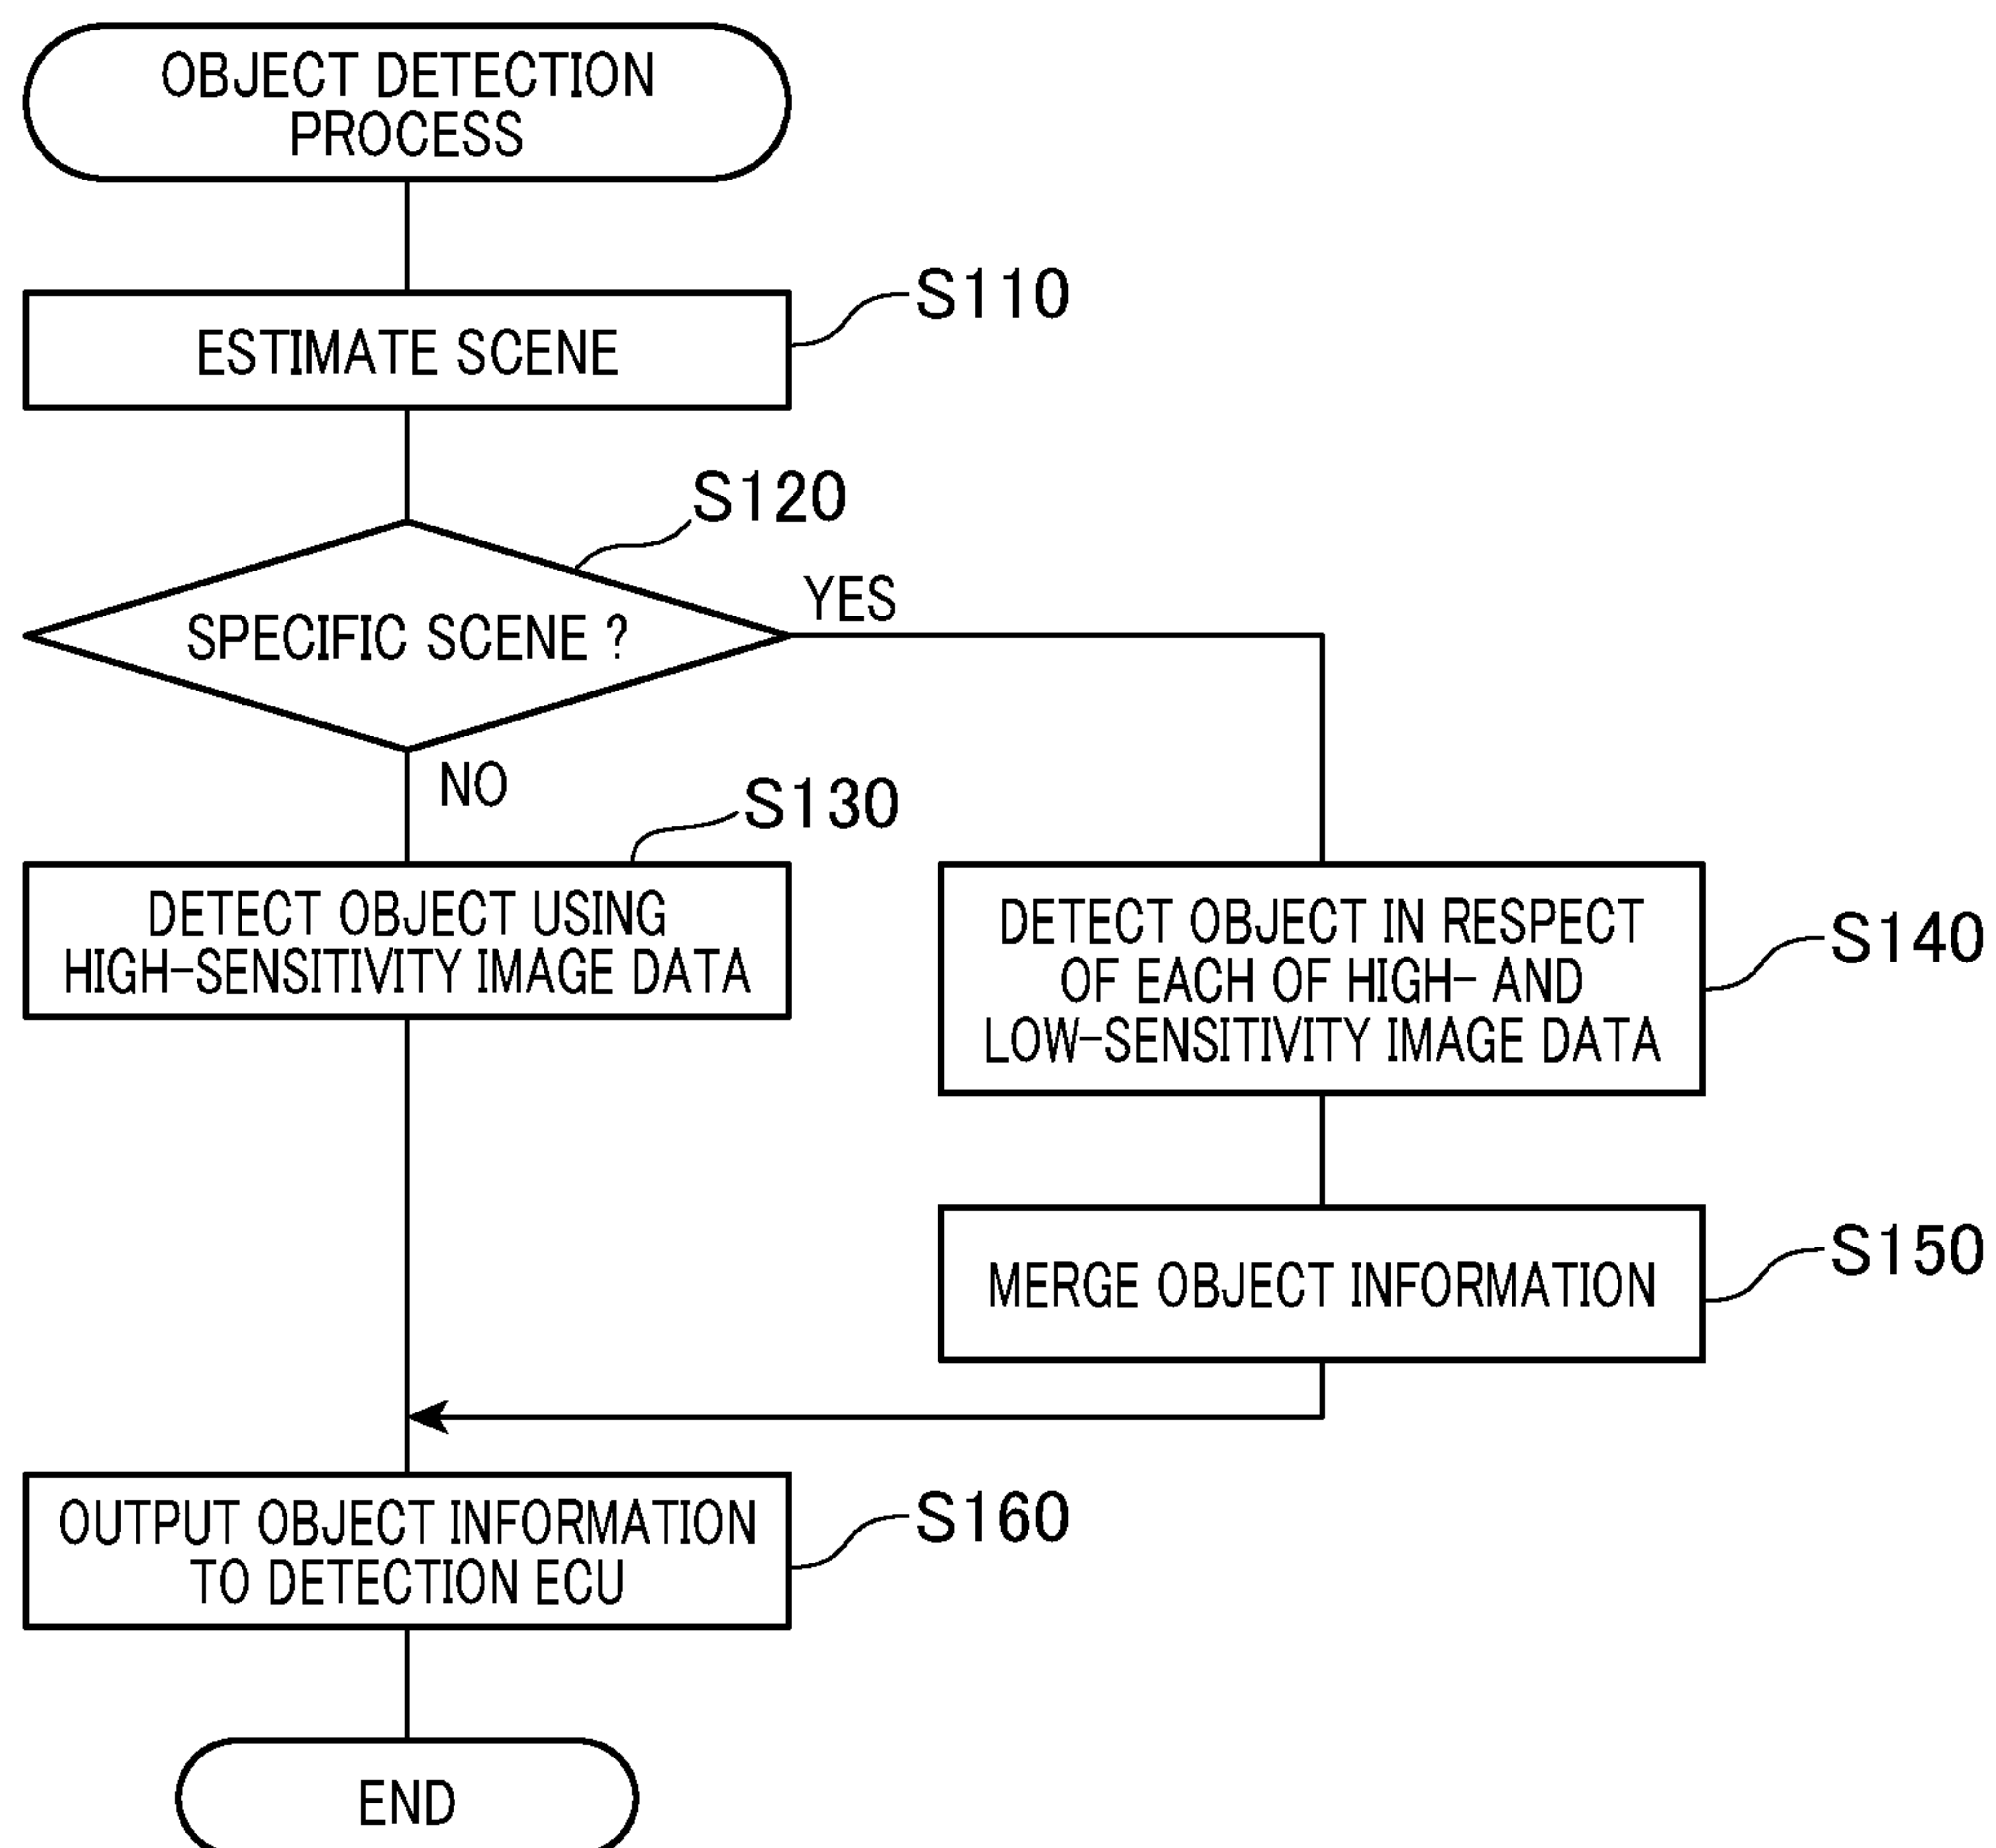 OBJECT DETECTION
PROCESS
S110
ESTIMATE SCENE
S120
YES
SPECIFIC SCENE ?
NO
S130
DETECT OBJECT USING
HIGH-SENSITIVITY IMAGE DATA
S140
DETECT OBJECT IN RESPECT
OF EACH OF HIGH- AND
LOW-SENSITIVITY IMAGE DATA
S150
MERGE OBJECT INFORMATION
S160
OUTPUT OBJECT INFORMATION
TO DETECTION ECU
END